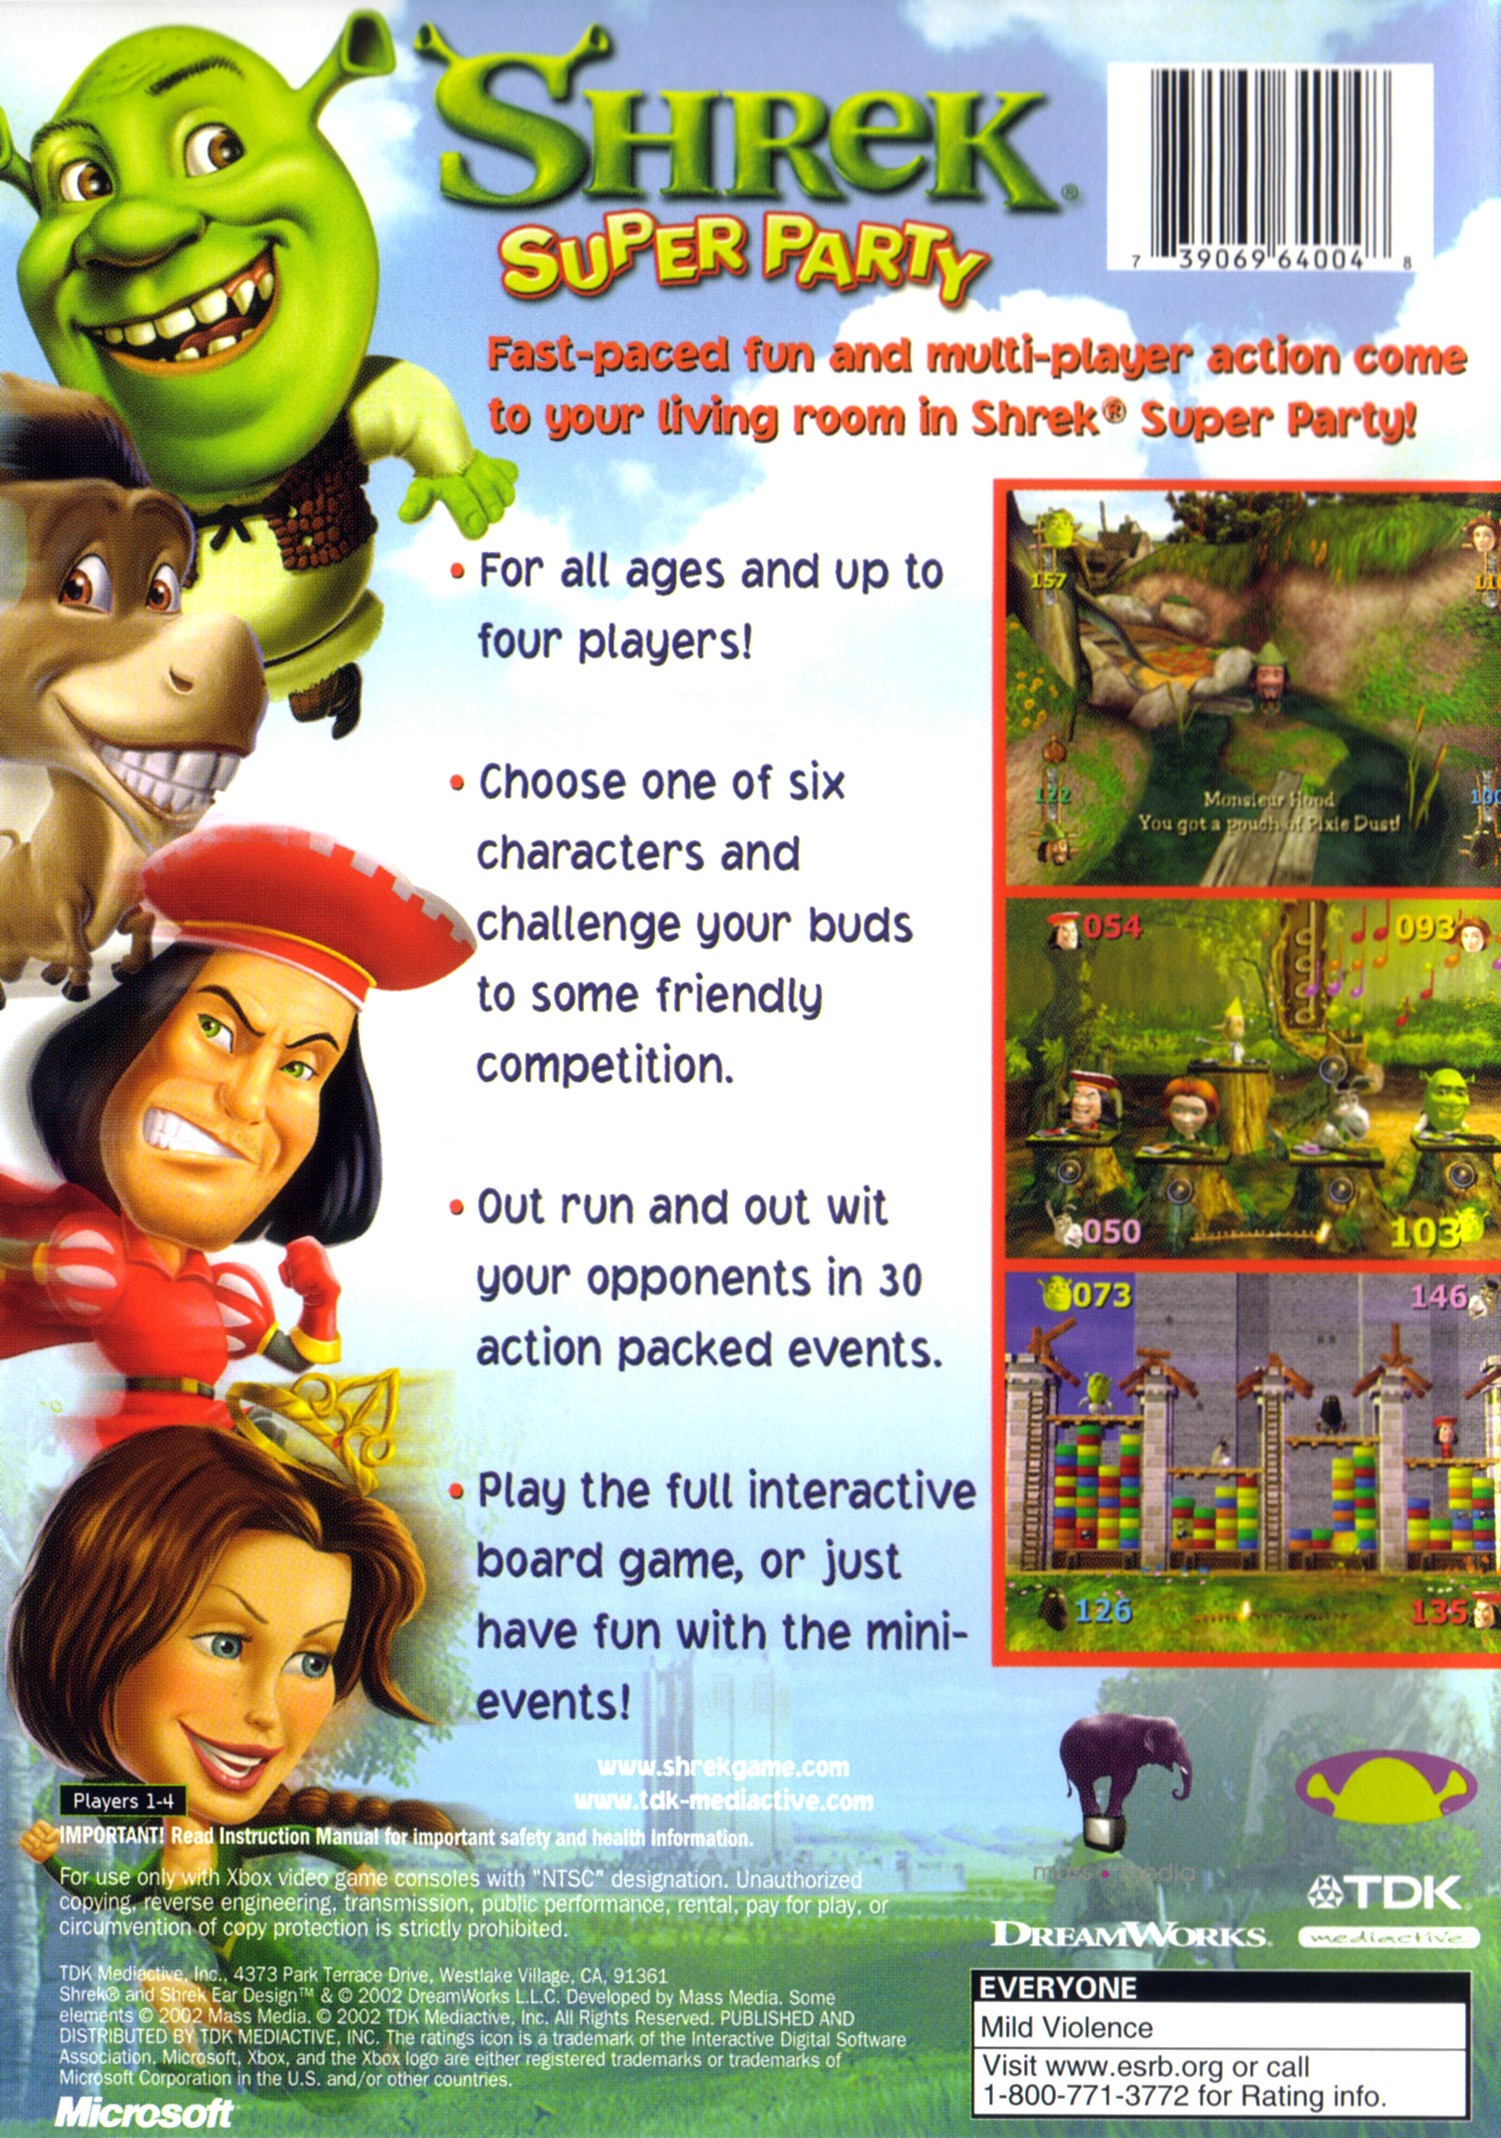 SHREK®
SUPER PARTY
7 39069 64004 8
Fast-paced fun and multi-player action come
to your living room in Shrek® Super Party!
• For all ages and up to
four players!
• Choose one of six
characters and
challenge your buds
to some friendly
competition.
• Out run and out wit
your opponents in 30
action packed events.
• Play the full interactive
board game, or just
have fun with the mini-
events!
157
122
Monsieur Hood
You got a pouch of Pixie Dust!
054
093
050
103
073
146
126
135
www.shrekgame.com
www.tdk-mediactive.com
Players 1-4
IMPORTANT! Read Instruction Manual for important safety and health information.
For use only with Xbox video game consoles with "NTSC" designation. Unauthorized
copying, reverse engineering, transmission, public performance, rental, pay for play, or
circumvention of copy protection is strictly prohibited.
TDK Mediactive, Inc., 4373 Park Terrace Drive, Westlake Village, CA, 91361
Shrek® and Shrek Ear Design™ & © 2002 DreamWorks L.L.C. Developed by Mass Media. Some
elements © 2002 Mass Media. © 2002 TDK Mediactive, Inc. All Rights Reserved. PUBLISHED AND
DISTRIBUTED BY TDK MEDIACTIVE, INC. The ratings icon is a trademark of the Interactive Digital Software
Association. Microsoft, Xbox, and the Xbox logo are either registered trademarks or trademarks of
Microsoft Corporation in the U.S. and/or other countries.
Microsoft
mass media
DREAMWORKS.
TDK
mediactive
EVERYONE
Mild Violence
Visit www.esrb.org or call
1-800-771-3772 for Rating info.